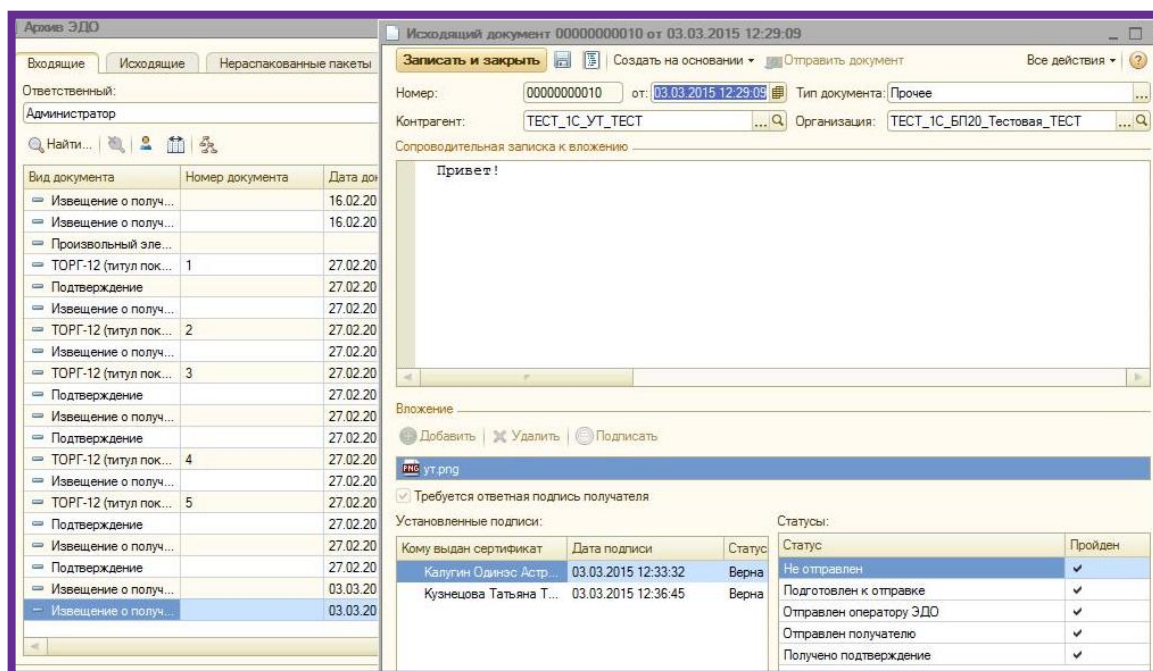 Архив ЭДО
Входящие Исходящие Нераспакованные пакеты
Ответственный:
Администратор
Найти...
Вид документа Номер документа Дата док
Извещение о получ... 16.02.20
Извещение о получ... 16.02.20
Произвольный эле...
ТОРГ-12 (титул пок... 1 27.02.20
Подтверждение 27.02.20
Извещение о получ... 27.02.20
ТОРГ-12 (титул пок... 2 27.02.20
Извещение о получ... 27.02.20
ТОРГ-12 (титул пок... 3 27.02.20
Подтверждение 27.02.20
Извещение о получ... 27.02.20
Подтверждение 27.02.20
ТОРГ-12 (титул пок... 4 27.02.20
Извещение о получ... 27.02.20
ТОРГ-12 (титул пок... 5 27.02.20
Подтверждение 27.02.20
Извещение о получ... 27.02.20
Подтверждение 27.02.20
Извещение о получ... 03.03.20
Извещение о получ... 03.03.20
Исходящий документ 00000000010 от 03.03.2015 12:29:09
Записать и закрыть Создать на основании Отправить документ Все действия ?
Номер: 00000000010 от: 03.03.2015 12:29:09 Тип документа: Прочее ...
Контрагент: ТЕСТ_1С_УТ_ТЕСТ ... Организация: ТЕСТ_1С_БП20_Тестовая_ТЕСТ ...
Сопроводительная записка к вложению
Привет!
Вложение
Добавить Удалить Подписать
PNG ут.png
Требуется ответная подпись получателя
Установленные подписи:
Кому выдан сертификат Дата подписи Статус
Калугин Одинэс Астр... 03.03.2015 12:33:32 Верна
Кузнецова Татьяна Т... 03.03.2015 12:36:45 Верна
Статусы:
Статус Пройден
Не отправлен
Подготовлен к отправке
Отправлен оператору ЭДО
Отправлен получателю
Получено подтверждение